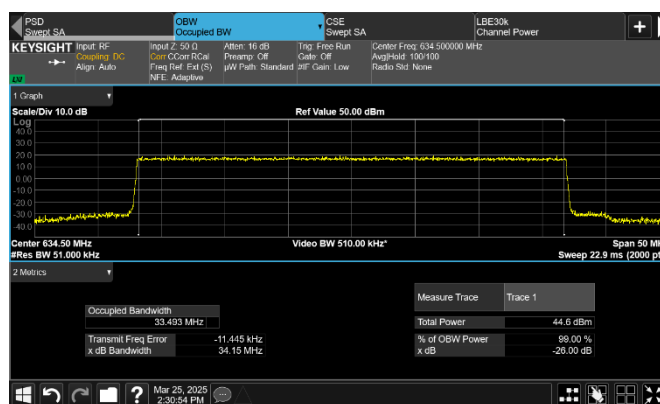 PSD
Swept SA
OBW
Occupied BW
CSE
Swept SA
LBE30k
Channel Power
KEYSIGHT Input: RF
Coupling: DC
Align: Auto
Input Z: 50 Ω
Corr CCorr RCal
Freq Ref: Ext (S)
NFE: Adaptive
Atten: 16 dB
Preamp: Off
µW Path: Standard
Trig: Free Run
Gate: Off
#IF Gain: Low
Center Freq: 634.500000 MHz
Avg|Hold: 100/100
Radio Std: None
LXI
1 Graph
Scale/Div 10.0 dB
Ref Value 50.00 dBm
Log
40.0
30.0
20.0
10.0
0.00
-10.0
-20.0
-30.0
-40.0
Center 634.50 MHz
Video BW 510.00 kHz*
Span 50 MH
#Res BW 51.000 kHz
Sweep 22.9 ms (2000 pt
2 Metrics
Measure Trace Trace 1
Occupied Bandwidth
33.493 MHz
Total Power 44.6 dBm
Transmit Freq Error -11.445 kHz
% of OBW Power 99.00 %
x dB Bandwidth 34.15 MHz
x dB -26.00 dB
?
Mar 25, 2025
2:30:54 PM